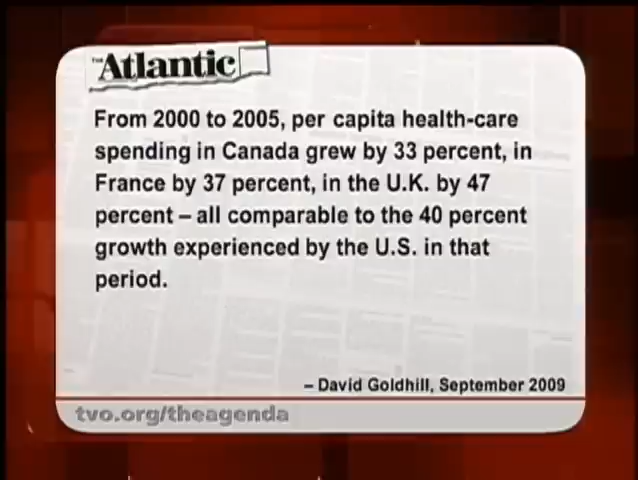 THE Atlantic
From 2000 to 2005, per capita health-care
spending in Canada grew by 33 percent, in
France by 37 percent, in the U.K. by 47
percent – all comparable to the 40 percent
growth experienced by the U.S. in that
period.
– David Goldhill, September 2009
tvo.org/theagenda